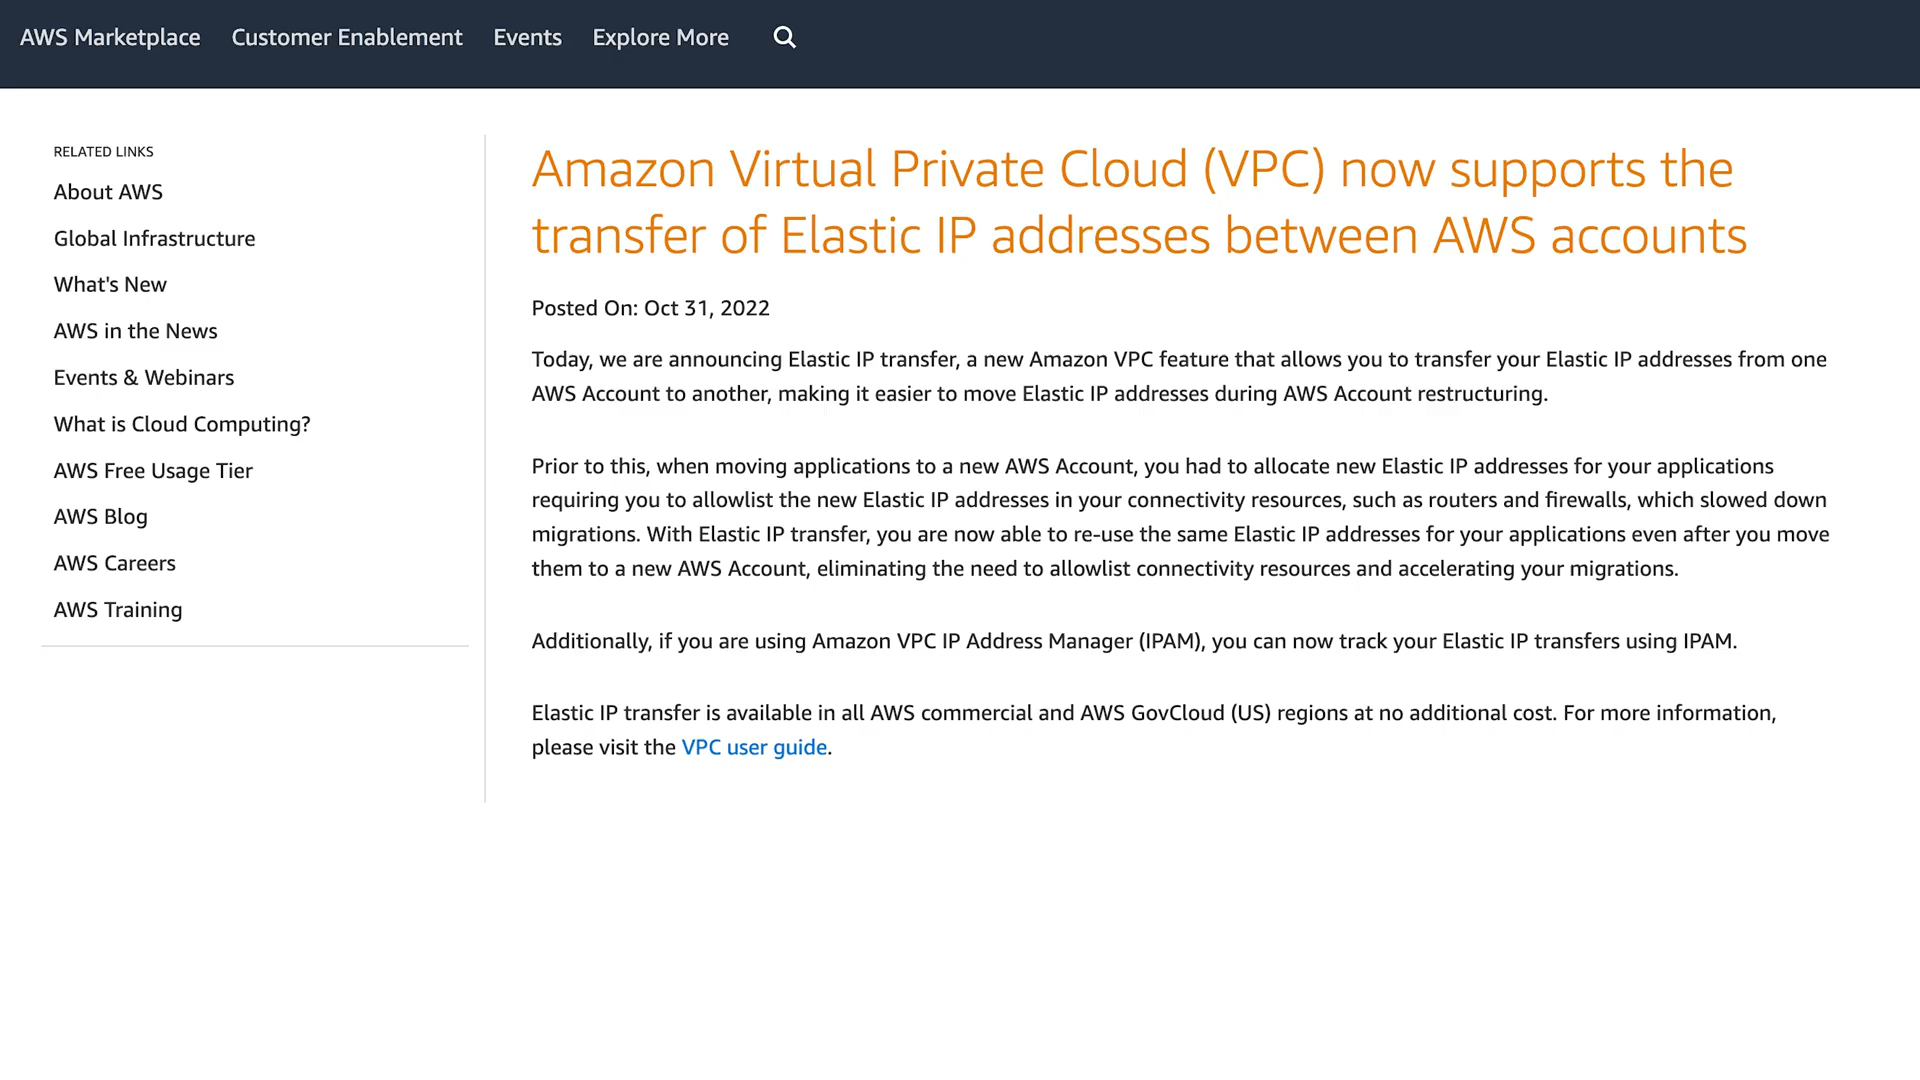 AWS Marketplace Customer Enablement Events Explore More
RELATED LINKS
About AWS
Global Infrastructure
What's New
AWS in the News
Events & Webinars
What is Cloud Computing?
AWS Free Usage Tier
AWS Blog
AWS Careers
AWS Training
Amazon Virtual Private Cloud (VPC) now supports the
transfer of Elastic IP addresses between AWS accounts
Posted On: Oct 31, 2022
Today, we are announcing Elastic IP transfer, a new Amazon VPC feature that allows you to transfer your Elastic IP addresses from one
AWS Account to another, making it easier to move Elastic IP addresses during AWS Account restructuring.
Prior to this, when moving applications to a new AWS Account, you had to allocate new Elastic IP addresses for your applications
requiring you to allowlist the new Elastic IP addresses in your connectivity resources, such as routers and firewalls, which slowed down
migrations. With Elastic IP transfer, you are now able to re-use the same Elastic IP addresses for your applications even after you move
them to a new AWS Account, eliminating the need to allowlist connectivity resources and accelerating your migrations.
Additionally, if you are using Amazon VPC IP Address Manager (IPAM), you can now track your Elastic IP transfers using IPAM.
Elastic IP transfer is available in all AWS commercial and AWS GovCloud (US) regions at no additional cost. For more information,
please visit the VPC user guide.